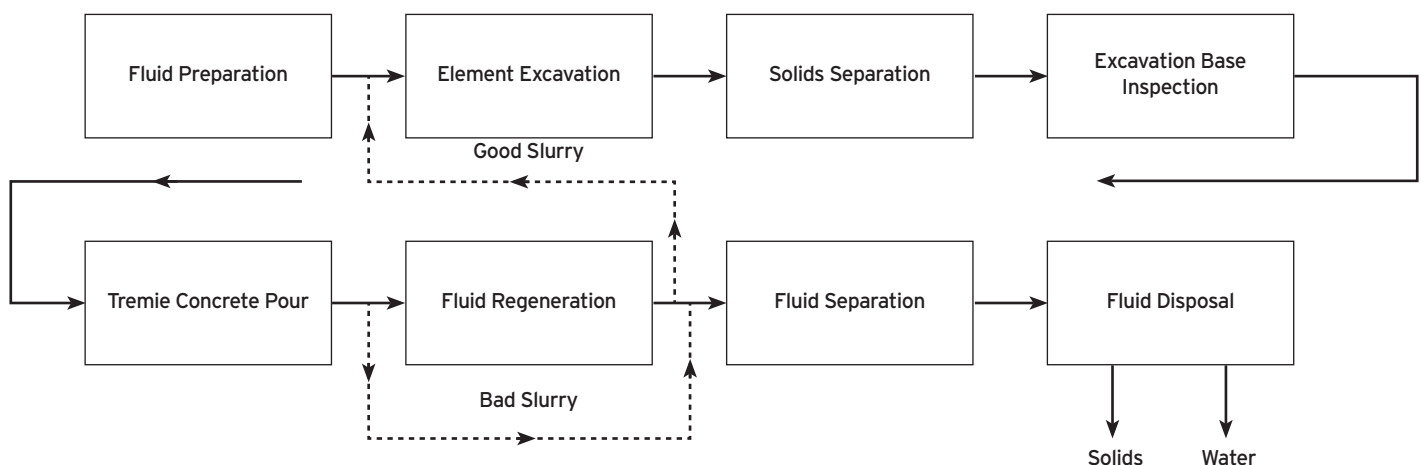 Fluid Preparation
Element Excavation
Solids Separation
Excavation Base
Inspection
Good Slurry
Tremie Concrete Pour
Fluid Regeneration
Fluid Separation
Fluid Disposal
Bad Slurry
Solids
Water